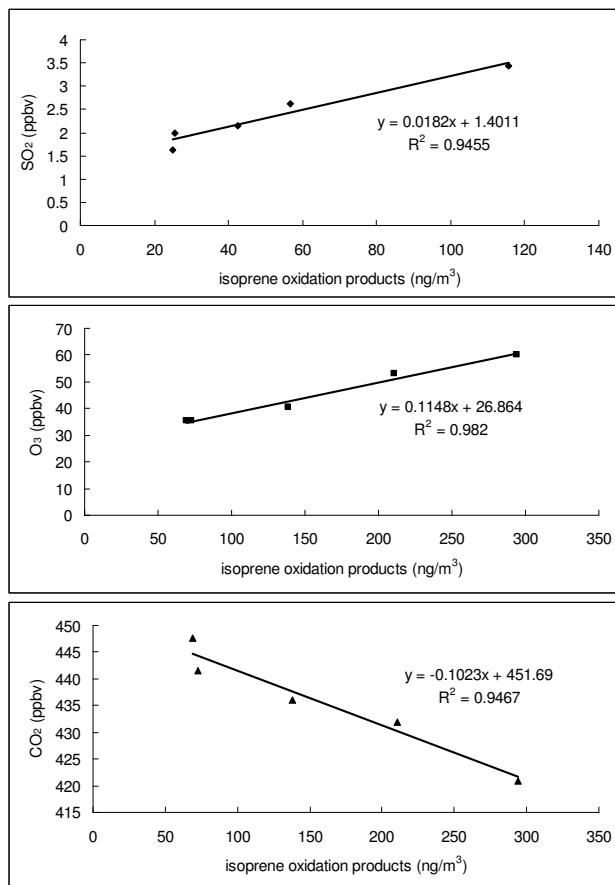 4
3.5
3
2.5
2
1.5
1
0.5
0
SO2 (ppbv)
y = 0.0182x + 1.4011
R2 = 0.9455
0 20 40 60 80 100 120 140
isoprene oxidation products (ng/m3)
70
60
50
40
30
20
10
0
O3 (ppbv)
y = 0.1148x + 26.864
R2 = 0.982
0 50 100 150 200 250 300 350
isoprene oxidation products (ng/m3)
450
445
440
435
430
425
420
415
CO2 (ppbv)
y = -0.1023x + 451.69
R2 = 0.9467
0 50 100 150 200 250 300 350
isoprene oxidation products (ng/m3)